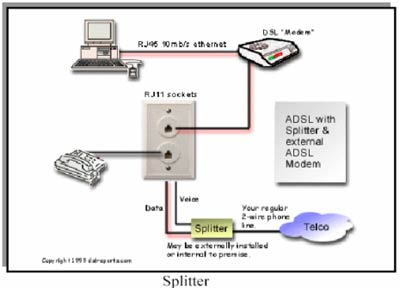 DSL "Modem"
RJ45 10mb/s ethernet
RJ11 sockets
ADSL with
Splitter &
external
ADSL
Modem
Voice
Data
Your regular
2-wire phone
line.
Splitter
Telco
May be externally installed
or internal to premise.
Copyright 1999 dslreports.com
Splitter